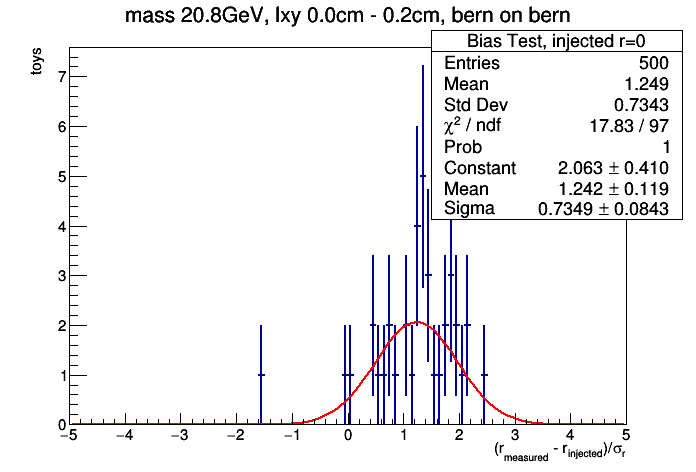 mass 20.8GeV, lxy 0.0cm - 0.2cm, bern on bern
toys
Bias Test, injected r=0
Entries 500
Mean 1.249
Std Dev 0.7343
χ² / ndf 17.83 / 97
Prob 1
Constant 2.063 ± 0.410
Mean 1.242 ± 0.119
Sigma 0.7349 ± 0.0843
7
6
5
4
3
2
1
0
−5 −4 −3 −2 −1 0 1 2 3 4 5
(r_measured - r_injected)/σ_r